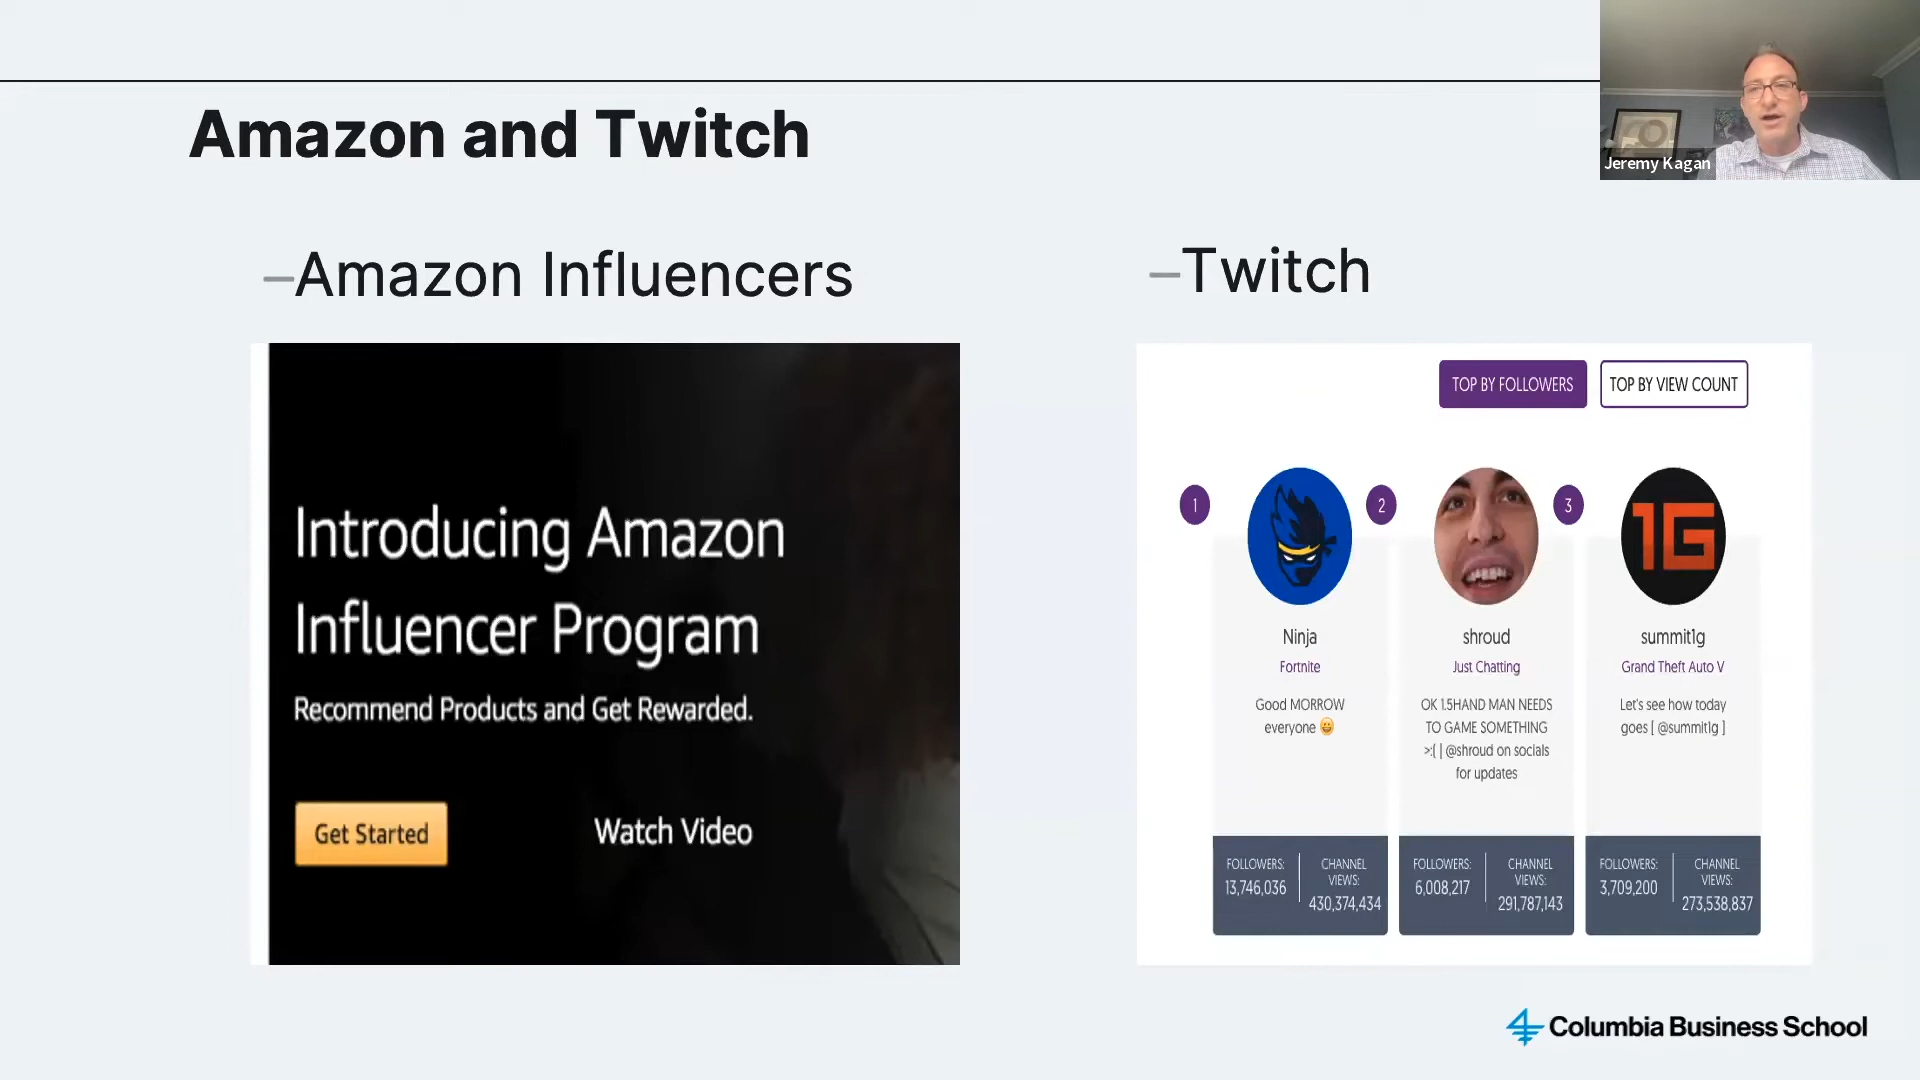 Amazon and Twitch
Jeremy Kagan
–Amazon Influencers
Introducing Amazon
Influencer Program
Recommend Products and Get Rewarded.
Get Started
Watch Video
–Twitch
TOP BY FOLLOWERS
TOP BY VIEW COUNT
1
Ninja
Fortnite
Good MORROW
everyone 😀
FOLLOWERS:
13,746,036
CHANNEL
VIEWS:
430,374,434
2
shroud
Just Chatting
OK 1.5HAND MAN NEEDS
TO GAME SOMETHING
>:( | @shroud on socials
for updates
FOLLOWERS:
6,008,217
CHANNEL
VIEWS:
291,787,143
3
1G
summit1g
Grand Theft Auto V
Let's see how today
goes [ @summit1g ]
FOLLOWERS:
3,709,200
CHANNEL
VIEWS:
273,538,837
Columbia Business School